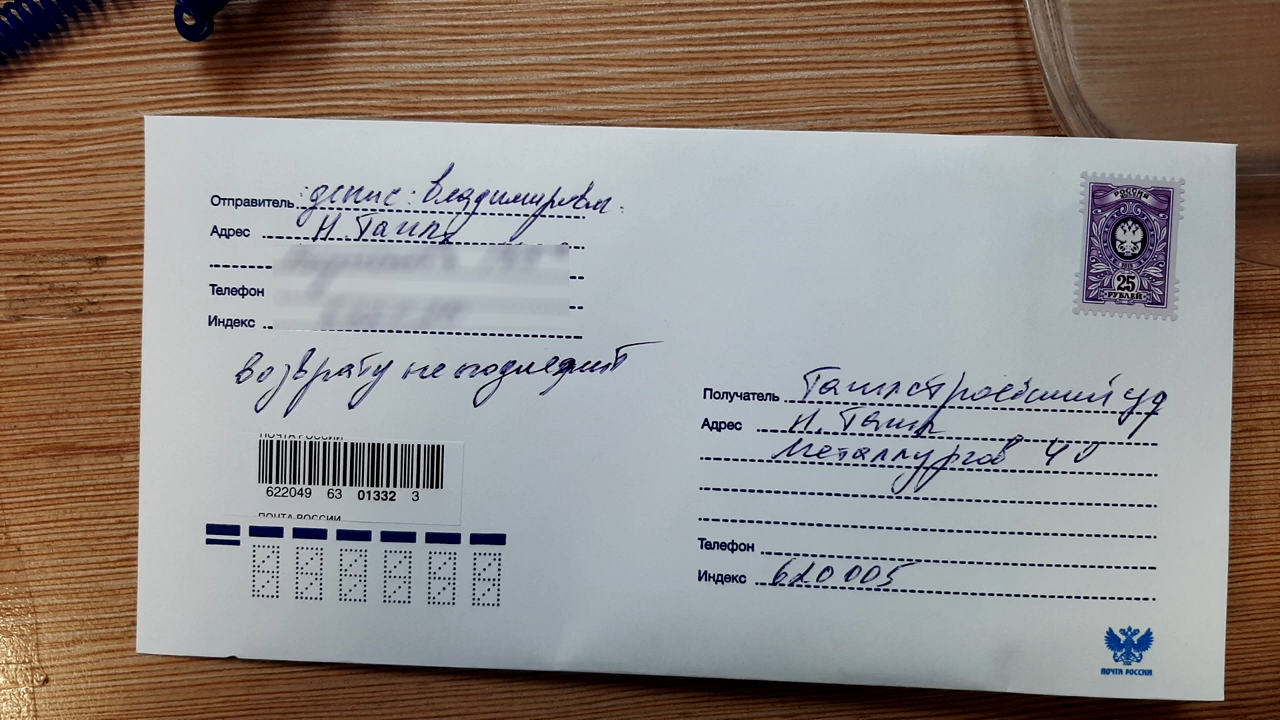 Отправитель Денис Владимирович
Адрес Н. Тагил
Телефон
Индекс
возврату не подлежит
ПОЧТА РОССИИ
622049 63 01332 3
ПОЧТА РОССИИ
РОССИЯ
25
РУБЛЕЙ
Получатель Тагилстроевский суд
Адрес Н. Тагил
Металлургов 40
Телефон
Индекс 620005
ПОЧТА РОССИИ